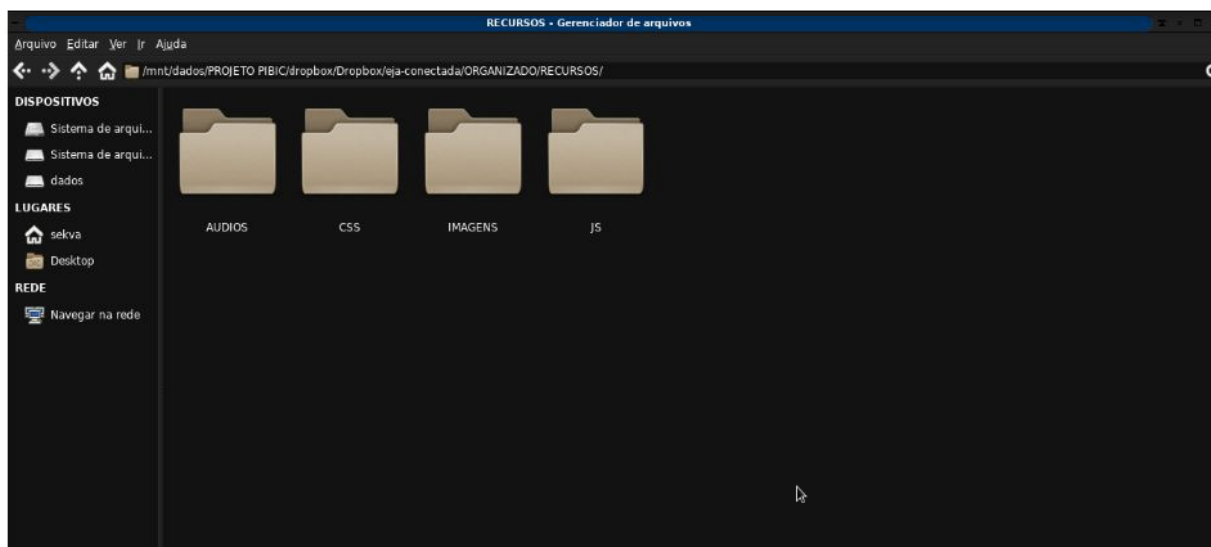 RECURSOS - Gerenciador de arquivos
Arquivo Editar Ver Ir Ajuda
/mnt/dados/PROJETO PIBIC/dropbox/Dropbox/eja-conectada/ORGANIZADO/RECURSOS/
DISPOSITIVOS
Sistema de arqui...
Sistema de arqui...
dados
LUGARES
sekva
Desktop
REDE
Navegar na rede
AUDIOS CSS IMAGENS JS